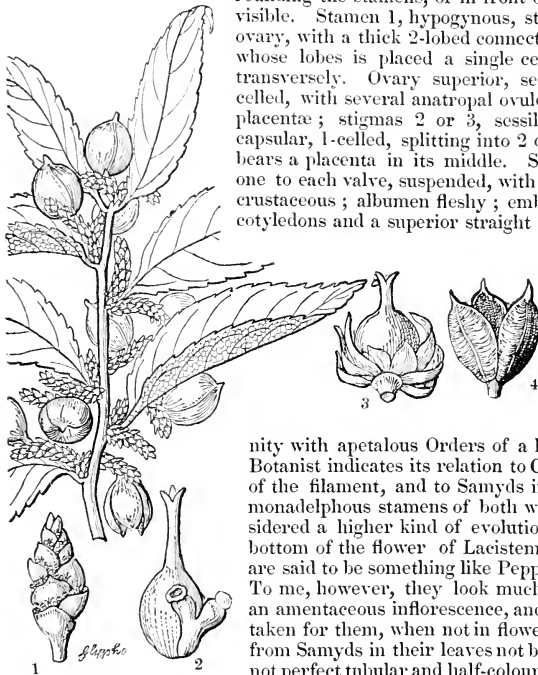 visible. Stamen 1, hypogynous, st
ovary, with a thick 2-lobed connect
whose lobes is placed a single ce
transversely. Ovary superior, se
celled, with several anatropal ovule
placentæ ; stigmas 2 or 3, sessil
capsular, 1-celled, splitting into 2 o
bears a placenta in its middle. S
one to each valve, suspended, with
crustaceous ; albumen fleshy ; emb
cotyledons and a superior straight
3
4
nity with apetalous Orders of a
Botanist indicates its relation to C
of the filament, and to Samyds i
monadelphous stamens of both w
sidered a higher kind of evolutio
bottom of the flower of Lacistem
are said to be something like Pepp
To me, however, they look much
an amentaceous inflorescence, and
taken for them, when not in flowe
from Samyds in their leaves not b
not perfect tubular and half-colou
1
2